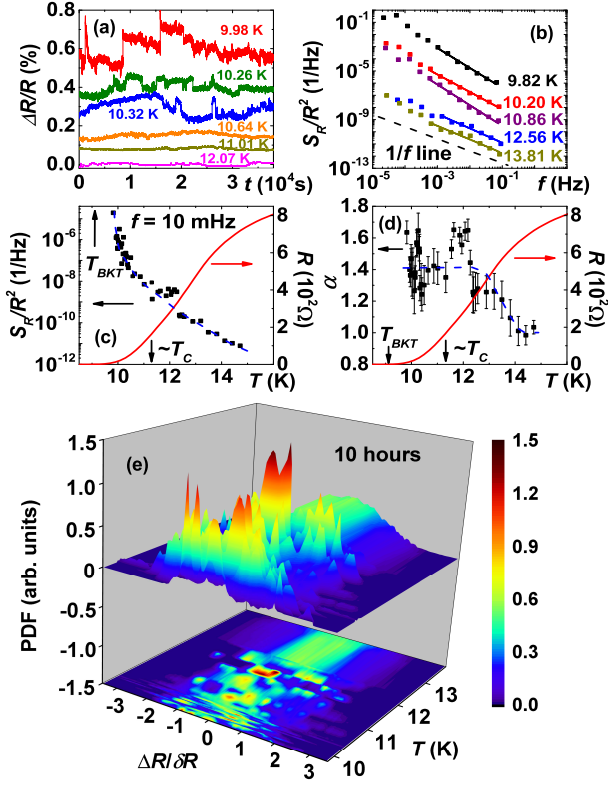 (a)
ΔR/R (%)
0.8
0.6
0.4
0.2
0.0
9.98 K
10.26 K
10.32 K
10.64 K
11.01 K
12.07 K
0 2 4
t (10⁴s)
(b)
S_R/R² (1/Hz)
10⁻¹
10⁻⁵
10⁻⁹
10⁻¹³
9.82 K
10.20 K
10.86 K
12.56 K
13.81 K
1/f line
10⁻⁵ 10⁻³ 10⁻¹
f (Hz)
f = 10 mHz
S_R/R² (1/Hz)
10⁻⁶
10⁻⁸
10⁻¹⁰
10⁻¹²
T_BKT
(c)
~T_C
8
6
4
2
0
R (10²Ω)
10 12 14
T (K)
(d)
α
1.8
1.6
1.4
1.2
1.0
0.8
T_BKT
~T_C
8
6
4
2
0
R (10²Ω)
10 12 14
T (K)
(e)
10 hours
PDF (arb. units)
1.5
1.0
0.5
0
-0.5
-1.0
-1.5
-3 -2 -1 0 1 2 3
ΔR/δR
10 11 12 13
T (K)
1.5
1.2
0.9
0.6
0.3
0.0